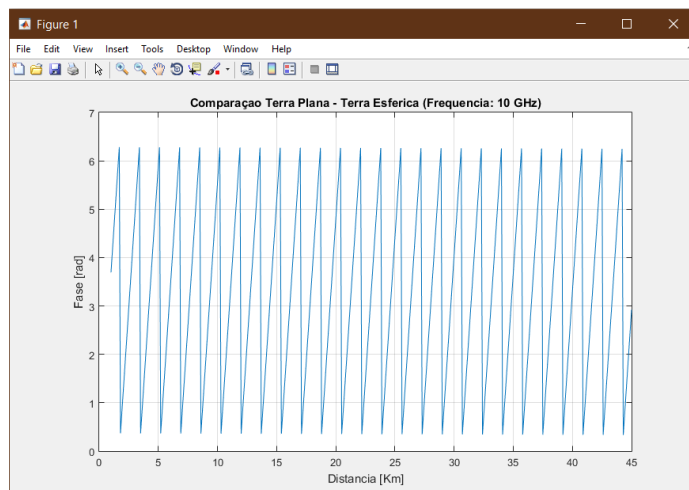 Figure 1
File Edit View Insert Tools Desktop Window Help
Comparaçao Terra Plana - Terra Esferica (Frequencia: 10 GHz)
7
6
5
4
3
2
1
0
Fase [rad]
0 5 10 15 20 25 30 35 40 45
Distancia [Km]